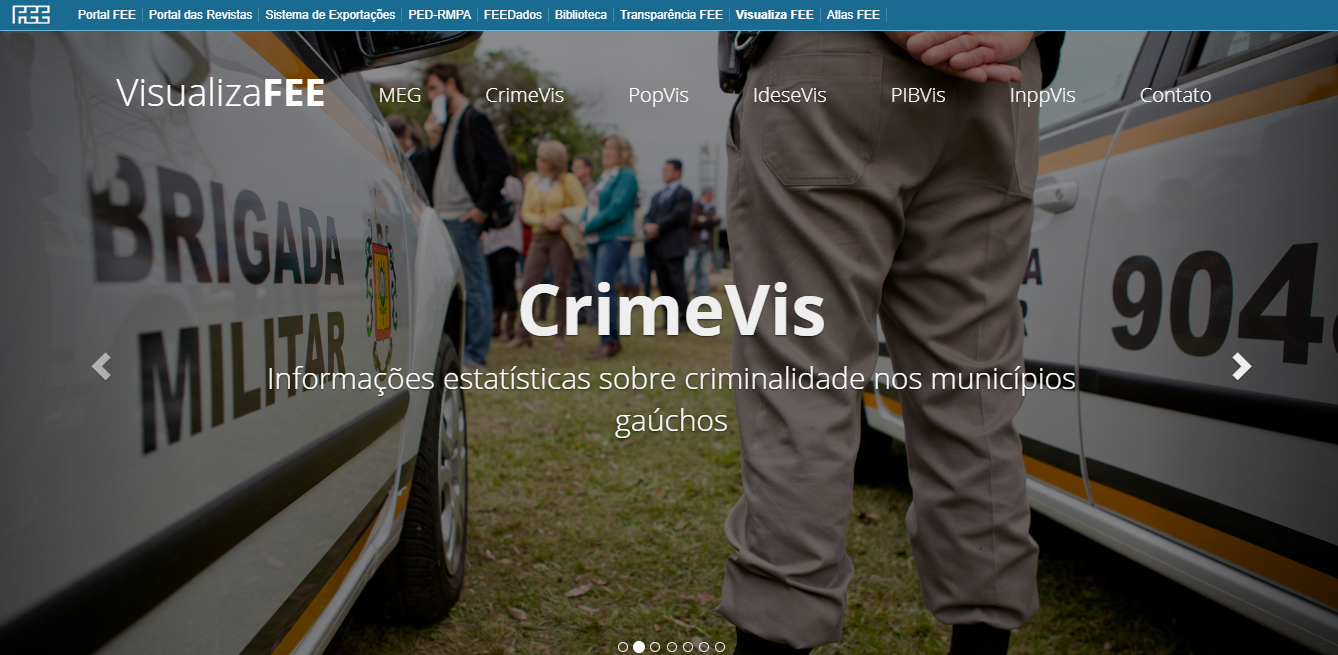 FEE Portal FEE Portal das Revistas Sistema de Exportações PED-RMPA FEEDados Biblioteca Transparência FEE Visualiza FEE Atlas FEE
VisualizaFEE MEG CrimeVis PopVis IdeseVis PIBVis InppVis Contato
BRIGADA
MILITAR
CrimeVis
Informações estatísticas sobre criminalidade nos municípios
gaúchos
904